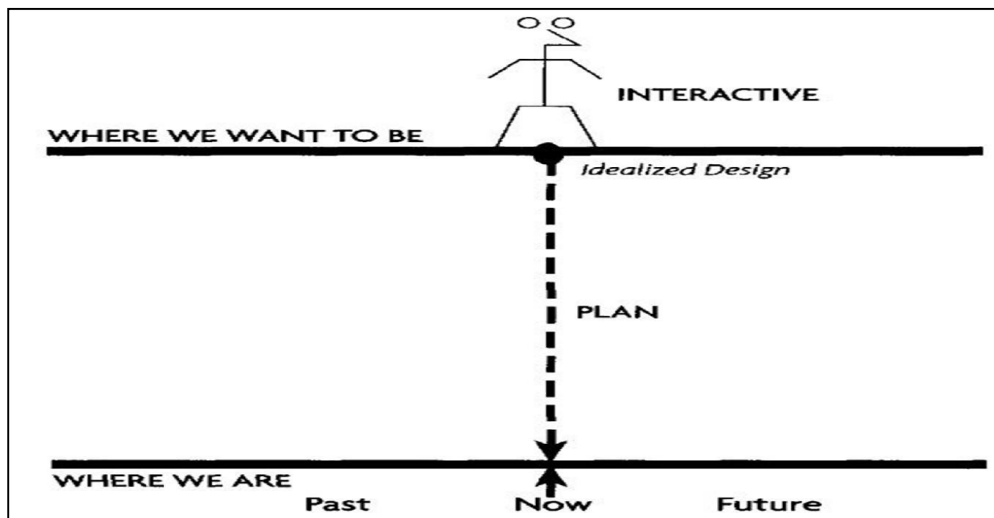 INTERACTIVE
WHERE WE WANT TO BE
Idealized Design
PLAN
WHERE WE ARE
Past Now Future